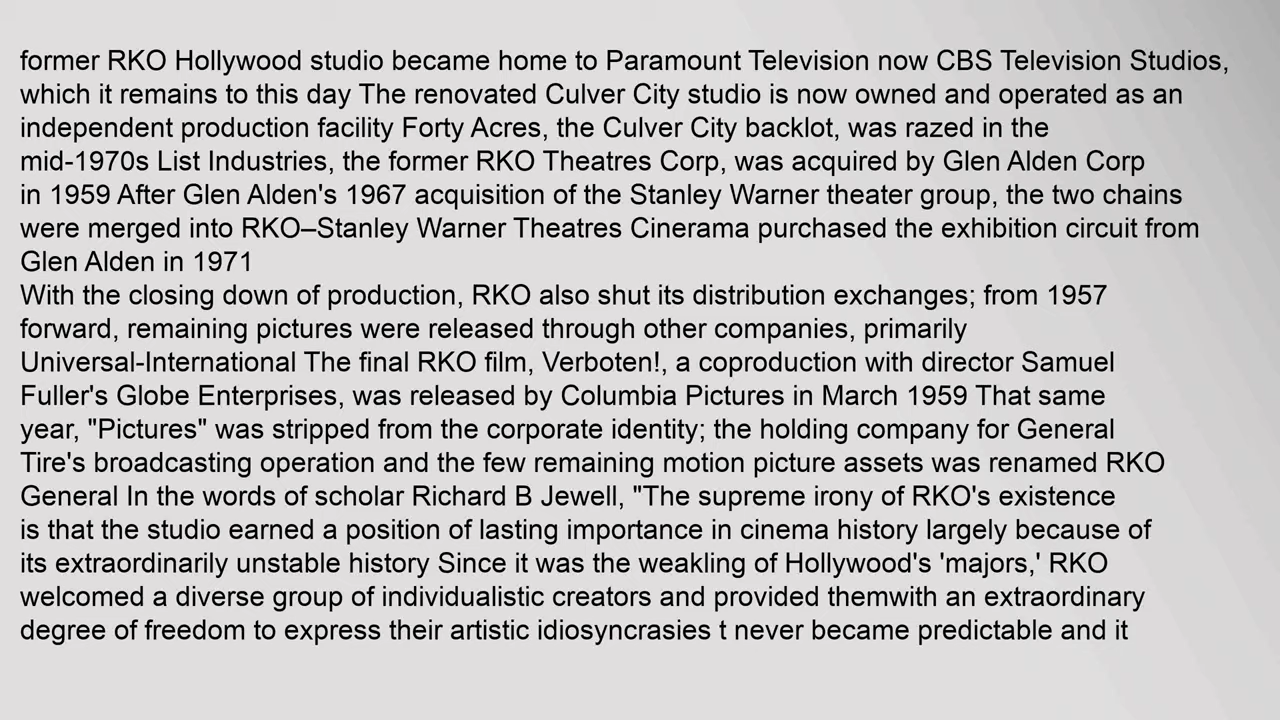 former RKO Hollywood studio became home to Paramount Television now CBS Television Studios,
which it remains to this day The renovated Culver City studio is now owned and operated as an
independent production facility Forty Acres, the Culver City backlot, was razed in the
mid-1970s List Industries, the former RKO Theatres Corp, was acquired by Glen Alden Corp
in 1959 After Glen Alden's 1967 acquisition of the Stanley Warner theater group, the two chains
were merged into RKO–Stanley Warner Theatres Cinerama purchased the exhibition circuit from
Glen Alden in 1971
With the closing down of production, RKO also shut its distribution exchanges; from 1957
forward, remaining pictures were released through other companies, primarily
Universal-International The final RKO film, Verboten!, a coproduction with director Samuel
Fuller's Globe Enterprises, was released by Columbia Pictures in March 1959 That same
year, "Pictures" was stripped from the corporate identity; the holding company for General
Tire's broadcasting operation and the few remaining motion picture assets was renamed RKO
General In the words of scholar Richard B Jewell, "The supreme irony of RKO's existence
is that the studio earned a position of lasting importance in cinema history largely because of
its extraordinarily unstable history Since it was the weakling of Hollywood's 'majors,' RKO
welcomed a diverse group of individualistic creators and provided themwith an extraordinary
degree of freedom to express their artistic idiosyncrasies t never became predictable and it